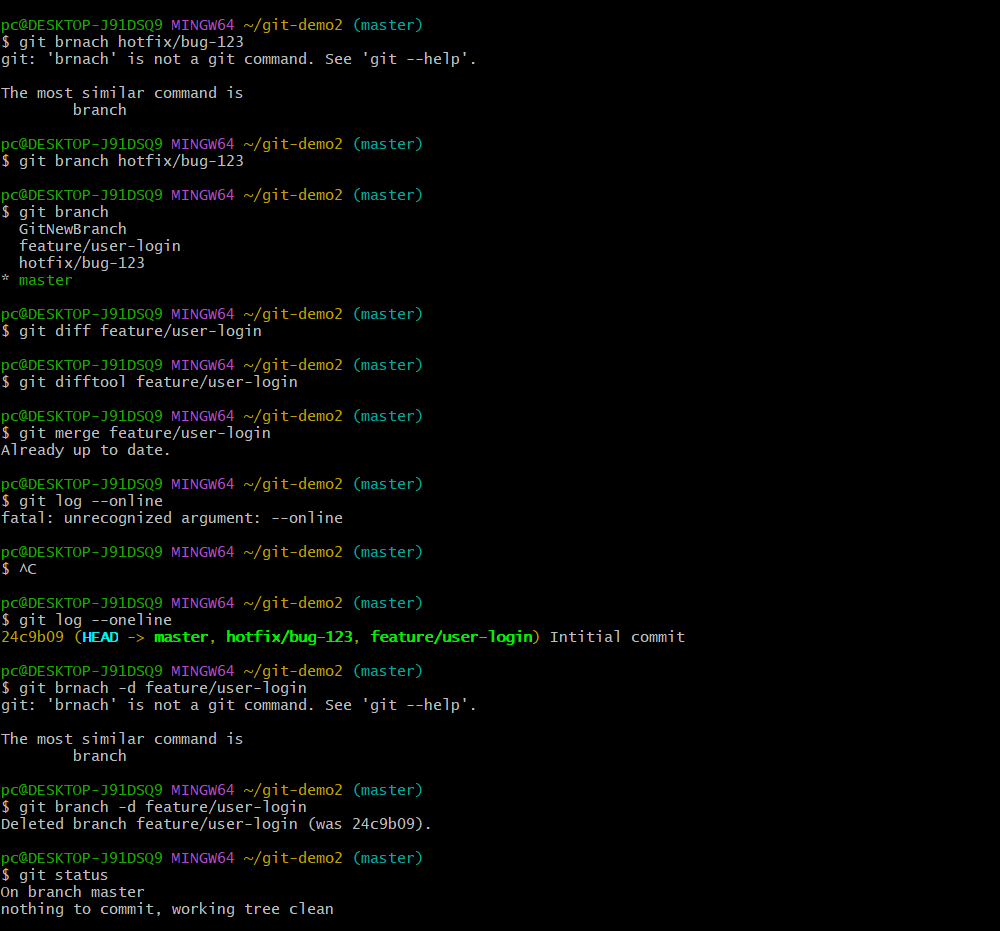 pc@DESKTOP-J91DSQ9 MINGW64 ~/git-demo2 (master)
$ git brnach hotfix/bug-123
git: 'brnach' is not a git command. See 'git --help'.
The most similar command is
        branch
pc@DESKTOP-J91DSQ9 MINGW64 ~/git-demo2 (master)
$ git branch hotfix/bug-123
pc@DESKTOP-J91DSQ9 MINGW64 ~/git-demo2 (master)
$ git branch
  GitNewBranch
  feature/user-login
  hotfix/bug-123
* master
pc@DESKTOP-J91DSQ9 MINGW64 ~/git-demo2 (master)
$ git diff feature/user-login
pc@DESKTOP-J91DSQ9 MINGW64 ~/git-demo2 (master)
$ git difftool feature/user-login
pc@DESKTOP-J91DSQ9 MINGW64 ~/git-demo2 (master)
$ git merge feature/user-login
Already up to date.
pc@DESKTOP-J91DSQ9 MINGW64 ~/git-demo2 (master)
$ git log --online
fatal: unrecognized argument: --online
pc@DESKTOP-J91DSQ9 MINGW64 ~/git-demo2 (master)
$ ^C
pc@DESKTOP-J91DSQ9 MINGW64 ~/git-demo2 (master)
$ git log --oneline
24c9b09 (HEAD -> master, hotfix/bug-123, feature/user-login) Intitial commit
pc@DESKTOP-J91DSQ9 MINGW64 ~/git-demo2 (master)
$ git brnach -d feature/user-login
git: 'brnach' is not a git command. See 'git --help'.
The most similar command is
        branch
pc@DESKTOP-J91DSQ9 MINGW64 ~/git-demo2 (master)
$ git branch -d feature/user-login
Deleted branch feature/user-login (was 24c9b09).
pc@DESKTOP-J91DSQ9 MINGW64 ~/git-demo2 (master)
$ git status
On branch master
nothing to commit, working tree clean